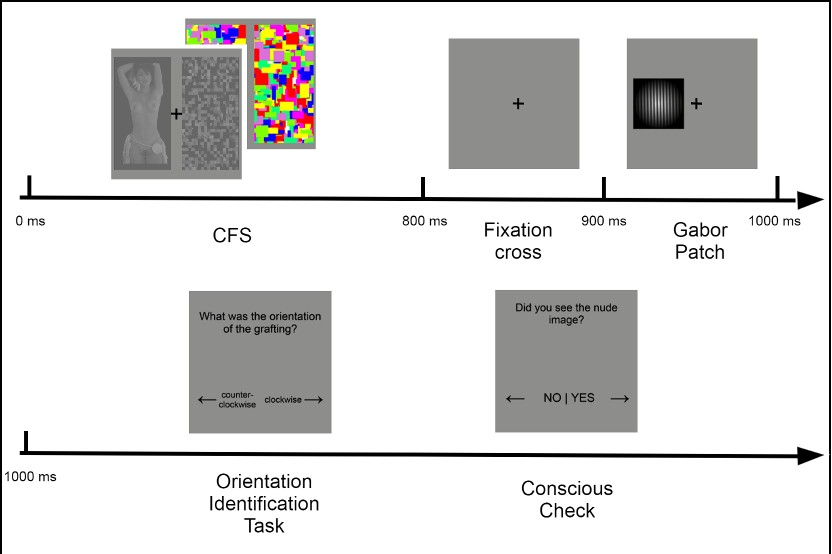 0 ms
CFS
800 ms
Fixation
cross
900 ms
Gabor
Patch
1000 ms
What was the orientation
of the grafting?
← counter-
clockwise
clockwise →
Did you see the nude
image?
← NO | YES →
1000 ms
Orientation
Identification
Task
Conscious
Check